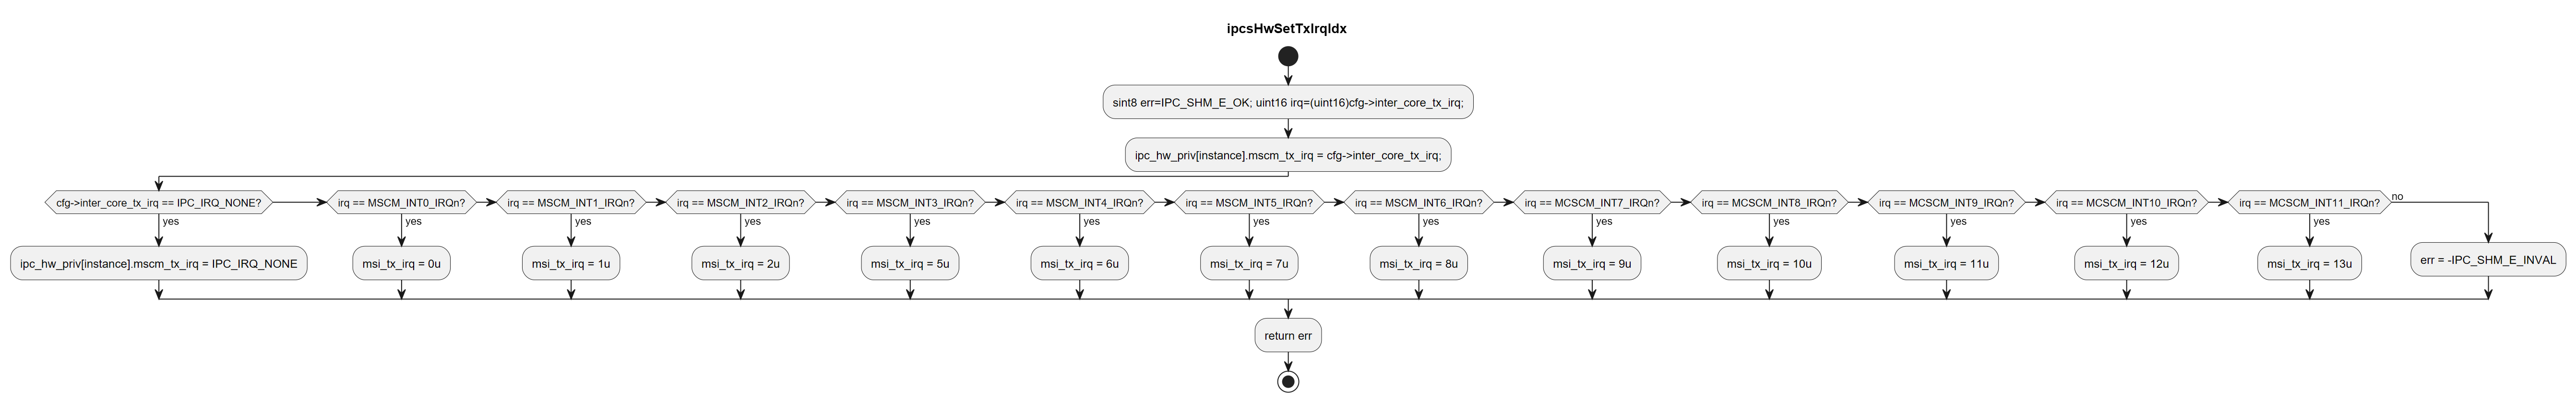 ipcsHwSetTxIrqIdx
sint8 err=IPC_SHM_E_OK; uint16 irq=(uint16)cfg->inter_core_tx_irq;
ipc_hw_priv[instance].mscm_tx_irq = cfg->inter_core_tx_irq;
cfg->inter_core_tx_irq == IPC_IRQ_NONE?
yes
ipc_hw_priv[instance].mscm_tx_irq = IPC_IRQ_NONE
irq == MSCM_INT0_IRQn?
yes
msi_tx_irq = 0u
irq == MSCM_INT1_IRQn?
yes
msi_tx_irq = 1u
irq == MSCM_INT2_IRQn?
yes
msi_tx_irq = 2u
irq == MSCM_INT3_IRQn?
yes
msi_tx_irq = 5u
irq == MSCM_INT4_IRQn?
yes
msi_tx_irq = 6u
irq == MSCM_INT5_IRQn?
yes
msi_tx_irq = 7u
irq == MSCM_INT6_IRQn?
yes
msi_tx_irq = 8u
irq == MCSCM_INT7_IRQn?
yes
msi_tx_irq = 9u
irq == MCSCM_INT8_IRQn?
yes
msi_tx_irq = 10u
irq == MCSCM_INT9_IRQn?
yes
msi_tx_irq = 11u
irq == MCSCM_INT10_IRQn?
yes
msi_tx_irq = 12u
irq == MCSCM_INT11_IRQn?
yes
msi_tx_irq = 13u
no
err = -IPC_SHM_E_INVAL
return err